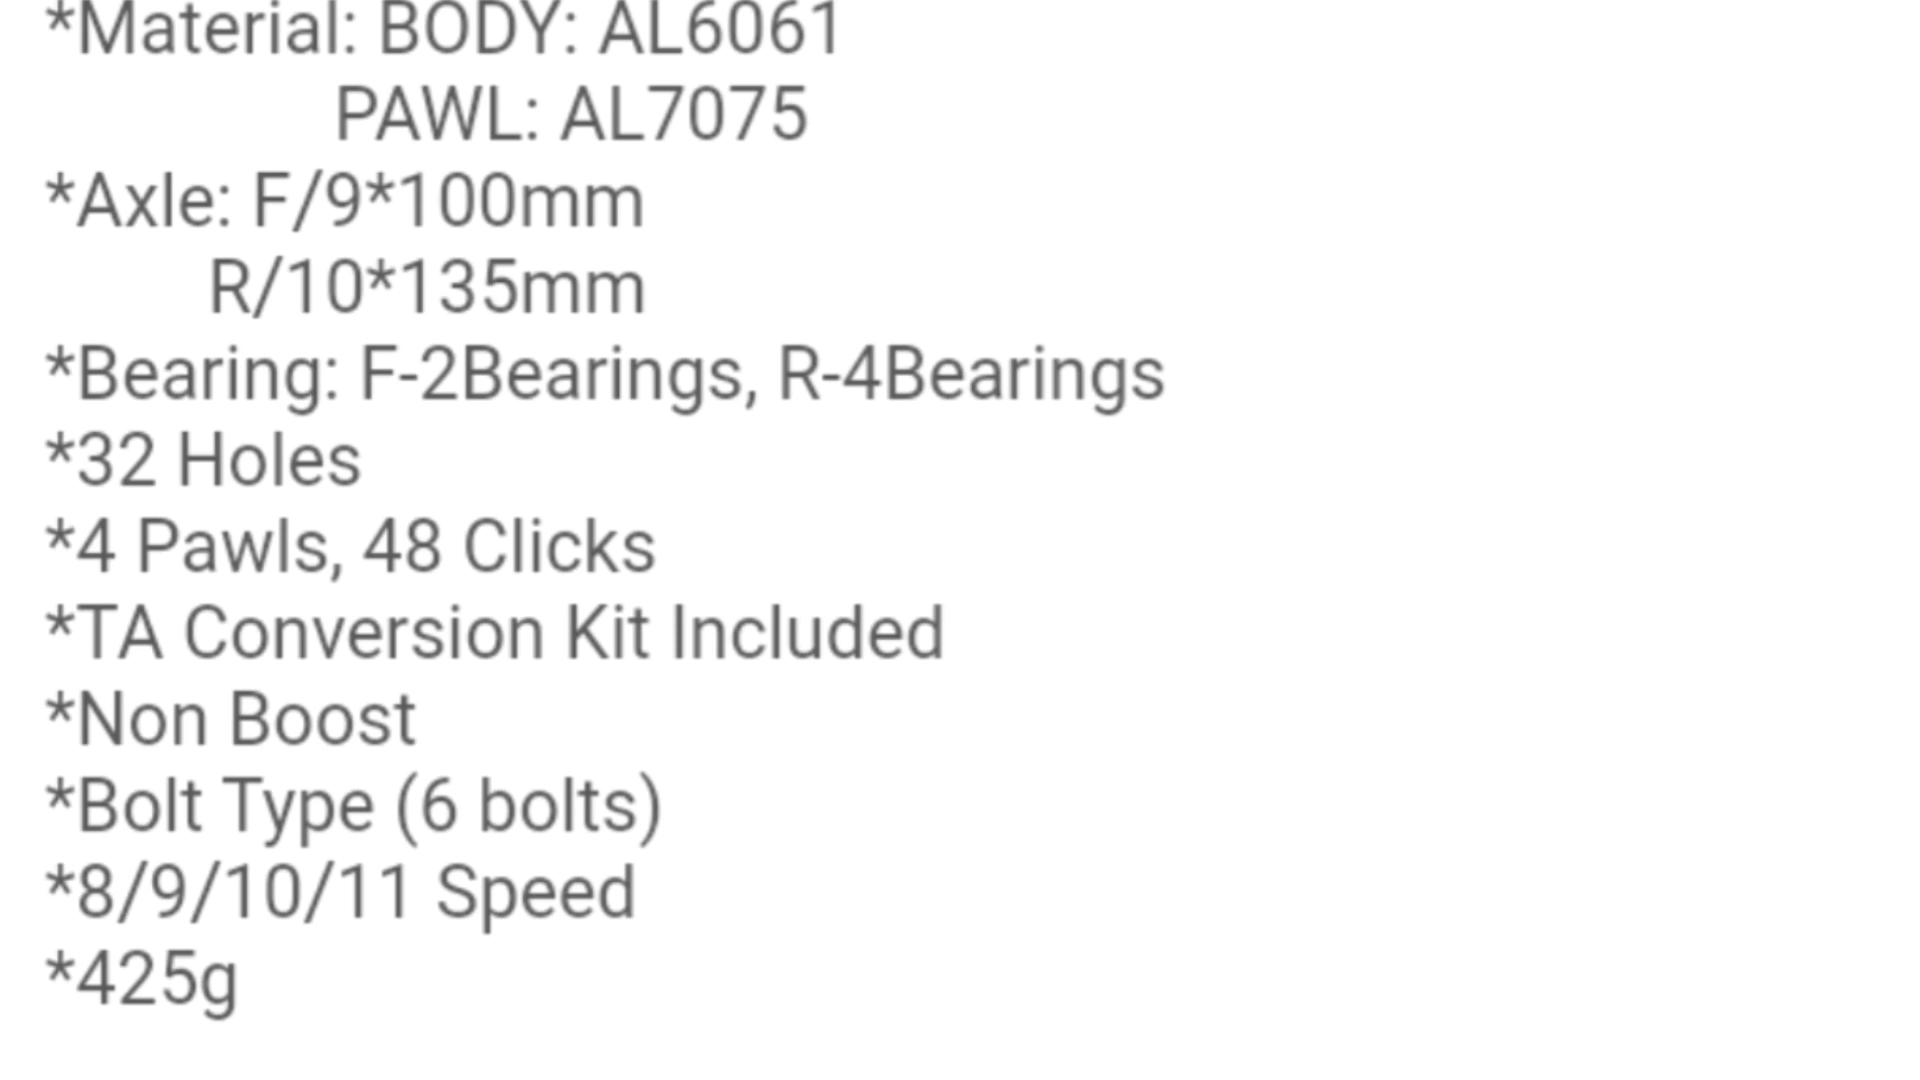 *Material: BODY: AL6061
PAWL: AL7075
*Axle: F/9*100mm
R/10*135mm
*Bearing: F-2Bearings, R-4Bearings
*32 Holes
*4 Pawls, 48 Clicks
*TA Conversion Kit Included
*Non Boost
*Bolt Type (6 bolts)
*8/9/10/11 Speed
*425g